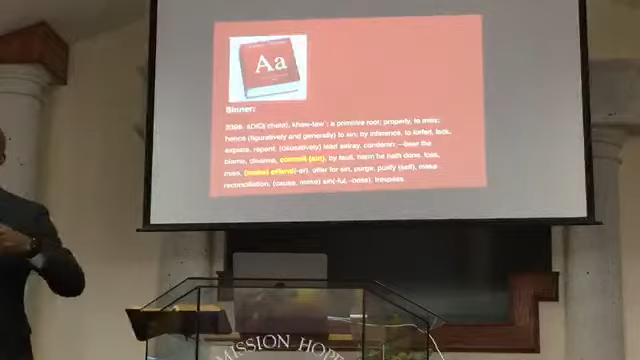 Aa
Sinner:
2398. (chata), khaw-taw'; a primitive root; properly, to miss;
hence (figuratively and generally) to sin; by inference, to forfeit, lack,
expiate, repent, (causatively) lead astray, condemn:—bear the
blame, cleanse, commit (sin), by fault, harm he hath done, loss,
miss, (make) offend(-er), offer for sin, purge, purify (self), make
reconciliation, (cause, make) sin(-ful, -ness), trespass
MISSION HOPE